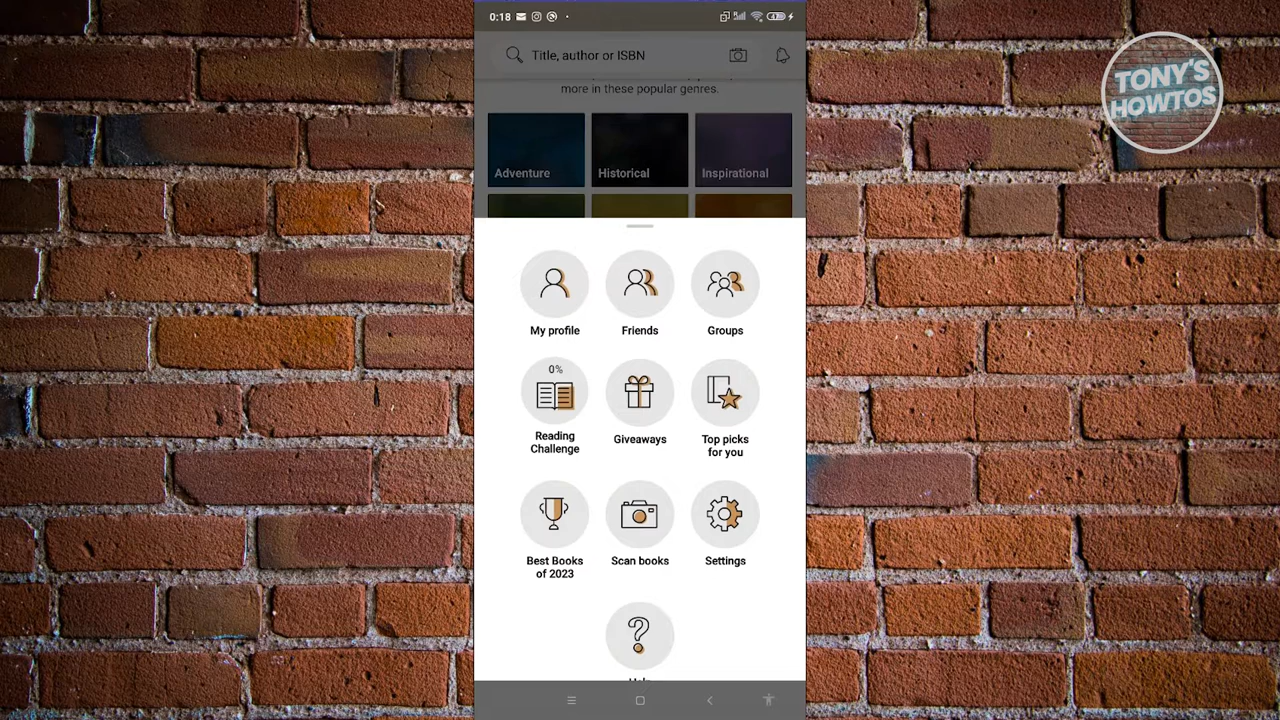 0:18
Title, author or ISBN
more in these popular genres.
Adventure
Historical
Inspirational
My profile
Friends
Groups
0%
Reading
Challenge
Giveaways
Top picks
for you
Best Books
of 2023
Scan books
Settings
TONY'S
HOWTOS